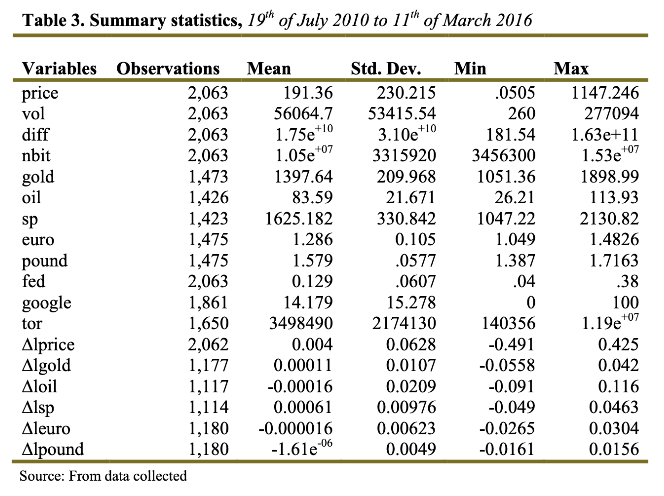 Table 3. Summary statistics, 19th of July 2010 to 11th of March 2016
Variables Observations Mean Std. Dev. Min Max
price 2,063 191.36 230.215 .0505 1147.246
vol 2,063 56064.7 53415.54 260 277094
diff 2,063 1.75e+10 3.10e+10 181.54 1.63e+11
nbit 2,063 1.05e+07 3315920 3456300 1.53e+07
gold 1,473 1397.64 209.968 1051.36 1898.99
oil 1,426 83.59 21.671 26.21 113.93
sp 1,423 1625.182 330.842 1047.22 2130.82
euro 1,475 1.286 0.105 1.049 1.4826
pound 1,475 1.579 .0577 1.387 1.7163
fed 2,063 0.129 .0607 .04 .38
google 1,861 14.179 15.278 0 100
tor 1,650 3498490 2174130 140356 1.19e+07
Δlprice 2,062 0.004 0.0628 -0.491 0.425
Δlgold 1,177 0.00011 0.0107 -0.0558 0.042
Δloil 1,117 -0.00016 0.0209 -0.091 0.116
Δlsp 1,114 0.00061 0.00976 -0.049 0.0463
Δleuro 1,180 -0.000016 0.00623 -0.0265 0.0304
Δlpound 1,180 -1.61e-06 0.0049 -0.0161 0.0156
Source: From data collected